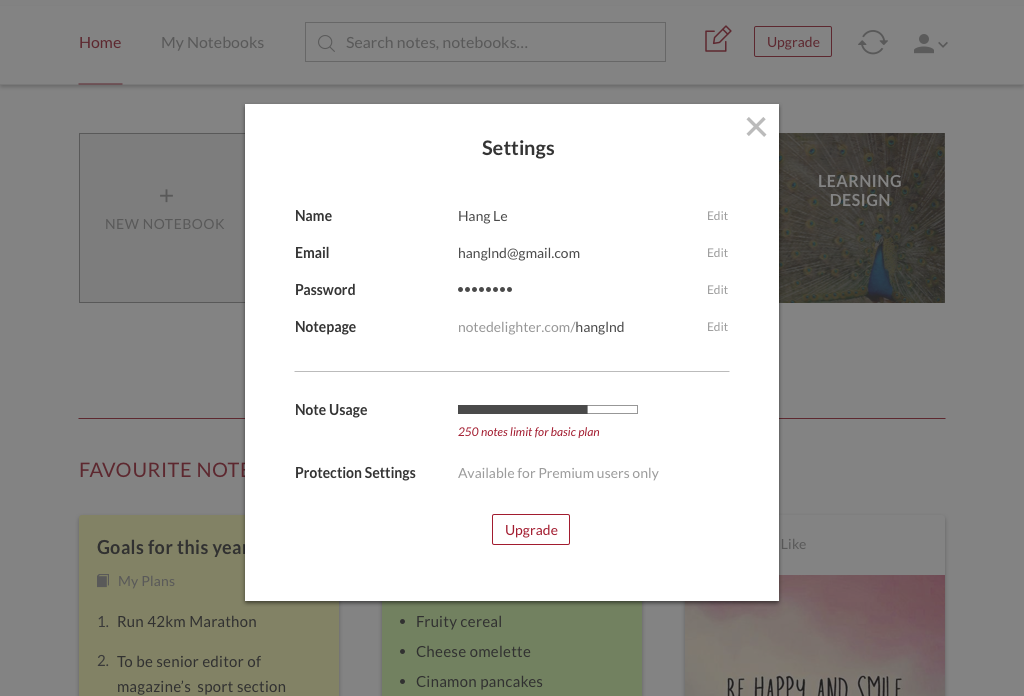 Home
My Notebooks
Search notes, notebooks...
Upgrade
+
NEW NOTEBOOK
LEARNING
DESIGN
Settings
Name
Hang Le
Edit
Email
hanglnd@gmail.com
Edit
Password
••••••••
Edit
Notepage
notedelighter.com/hanglnd
Edit
Note Usage
250 notes limit for basic plan
Protection Settings
Available for Premium users only
Upgrade
FAVOURITE NOTE
Goals for this year
My Plans
1. Run 42km Marathon
2. To be senior editor of
magazine's sport section
• Fruity cereal
• Cheese omelette
• Cinamon pancakes
Like
BE HAPPY AND SMILE